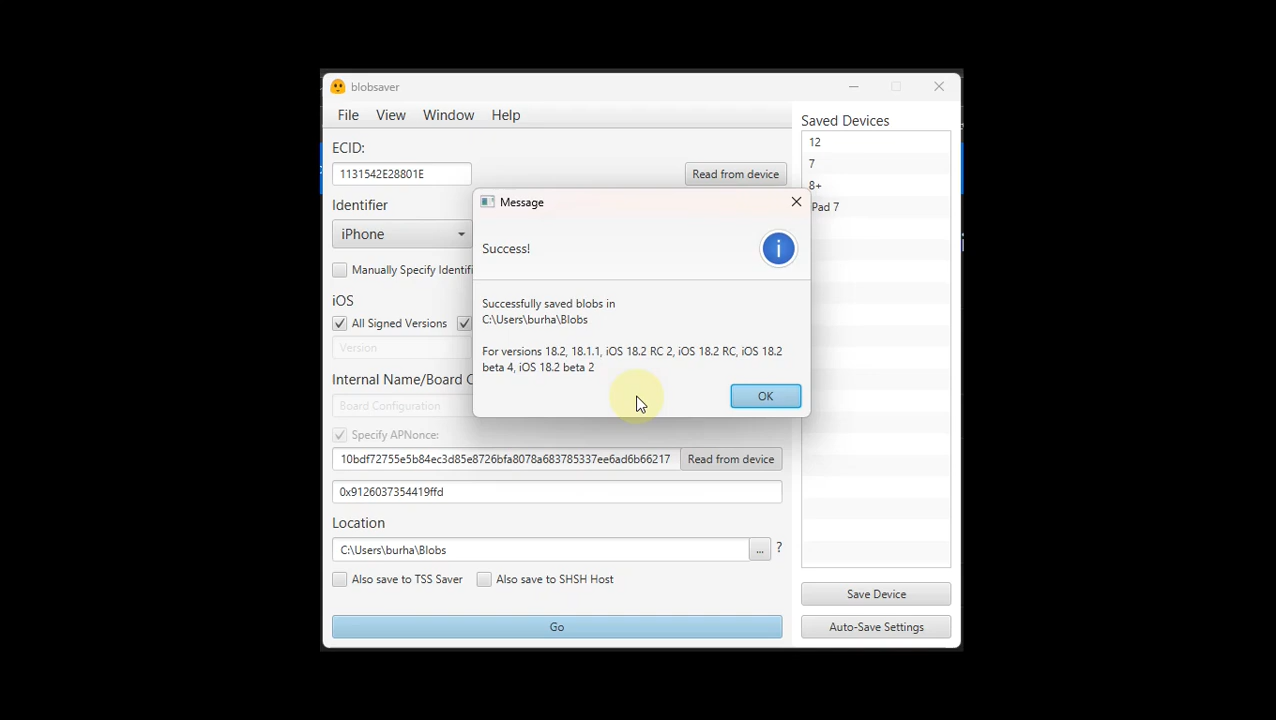 blobsaver
File View Window Help
ECID:
1131542E28801E
Read from device
Identifier
iPhone
Manually Specify Identifi
iOS
All Signed Versions
Version
Internal Name/Board C
Board Configuration
Specify APNonce:
10bdf72755e5b84ec3d85e8726bfa8078a683785337ee6ad6b66217
Read from device
0x9126037354419ffd
Location
C:\Users\burha\Blobs
... ?
Also save to TSS Saver
Also save to SHSH Host
Go
Message
Success!
i
Successfully saved blobs in
C:\Users\burha\Blobs
For versions 18.2, 18.1.1, iOS 18.2 RC 2, iOS 18.2 RC, iOS 18.2
beta 4, iOS 18.2 beta 2
OK
Saved Devices
12
7
8+
Pad 7
Save Device
Auto-Save Settings